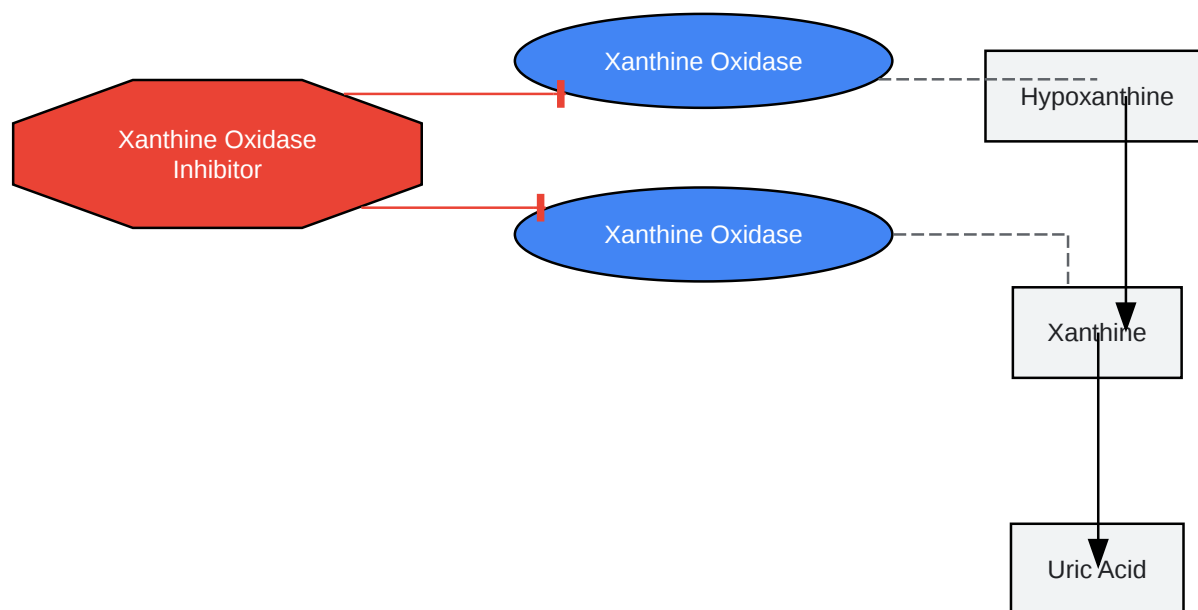 Xanthine Oxidase
Hypoxanthine
Xanthine Oxidase
Inhibitor
Xanthine Oxidase
Xanthine
Uric Acid